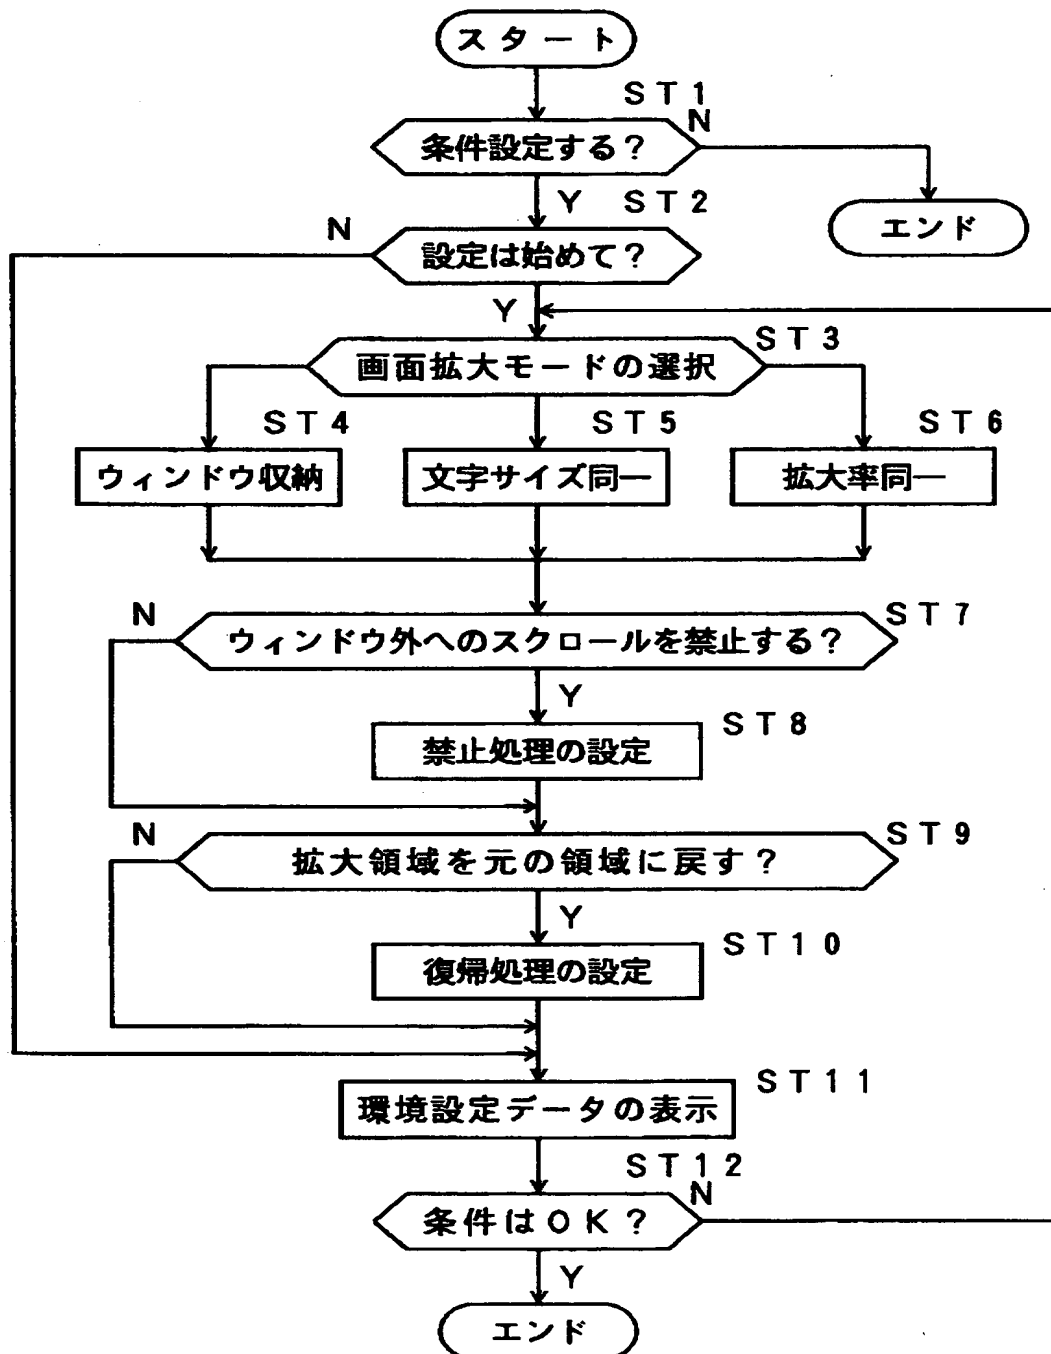 スタート
ST1
条件設定する?
N
Y
ST2
エンド
N
設定は始めて?
Y
ST3
画面拡大モードの選択
ST4
ST5
ST6
ウィンドウ収納
文字サイズ同一
拡大率同一
N
ST7
ウィンドウ外へのスクロールを禁止する?
Y
ST8
禁止処理の設定
N
ST9
拡大領域を元の領域に戻す?
Y
ST10
復帰処理の設定
ST11
環境設定データの表示
ST12
N
条件はOK?
Y
エンド